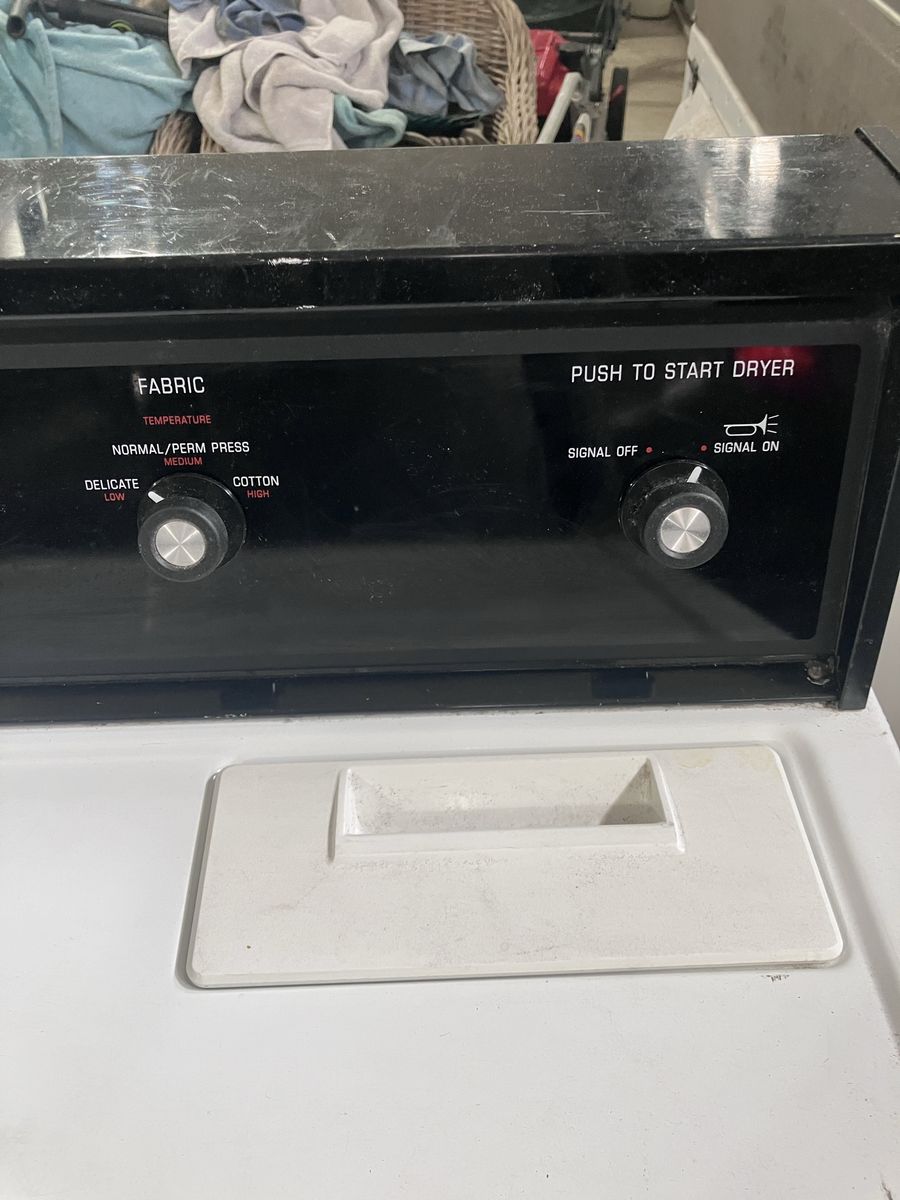 FABRIC
TEMPERATURE
NORMAL/PERM PRESS
MEDIUM
DELICATE
LOW
COTTON
HIGH
PUSH TO START DRYER
SIGNAL OFF
SIGNAL ON